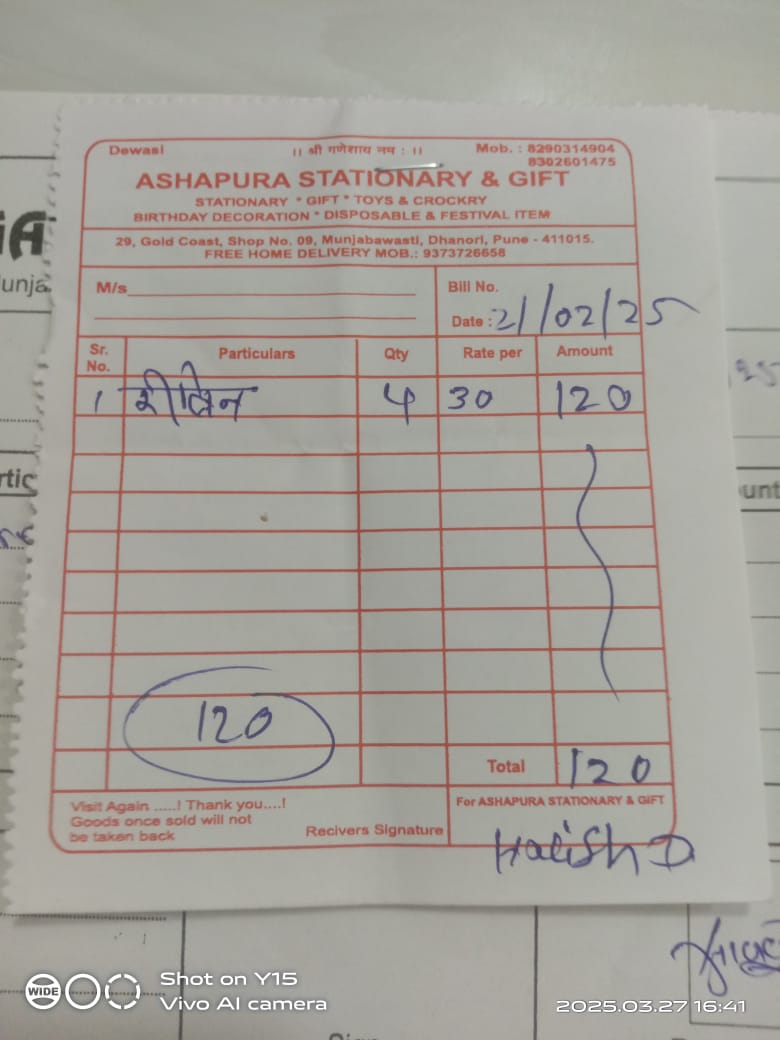 Dewasi ।। श्री गणेशाय नमः ।। Mob. : 8290314904
8302601475
ASHAPURA STATIONARY & GIFT
STATIONARY * GIFT * TOYS & CROCKRY
BIRTHDAY DECORATION * DISPOSABLE & FESTIVAL ITEM
29, Gold Coast, Shop No. 09, Munjabawasti, Dhanori, Pune - 411015.
FREE HOME DELIVERY MOB.: 9373726658
M/s
Bill No.
Date : 21/02/25
Sr. No. Particulars Qty Rate per Amount
1 रीबिन 4 30 120
120
Total 120
Visit Again .....! Thank you....!
Goods once sold will not
be taken back
Recivers Signature
For ASHAPURA STATIONARY & GIFT
WIDE
Shot on Y15
Vivo AI camera
2025.03.27 16:41